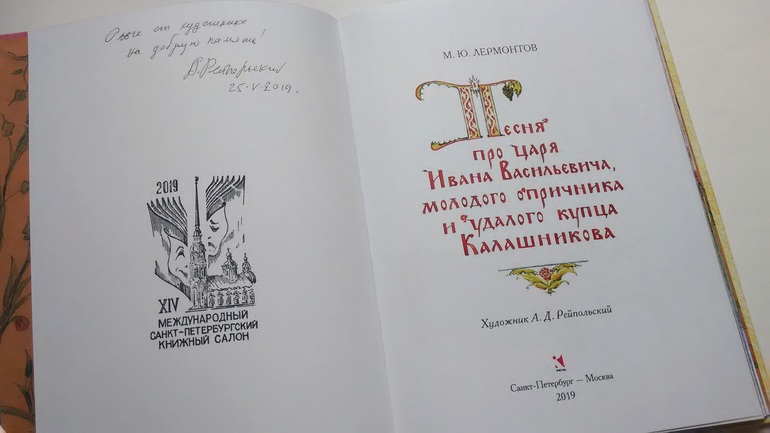 от художника
на добрую память!
А. Рейпольский
25·V·2019.
2019
XIV
МЕЖДУНАРОДНЫЙ
САНКТ-ПЕТЕРБУРГСКИЙ
КНИЖНЫЙ САЛОН
М. Ю. ЛЕРМОНТОВ
Песня
про царя
Ивана Васильевича,
молодого опричника
и удалого купца
Калашникова
Художник А. Д. Рейпольский
Санкт-Петербург — Москва
2019